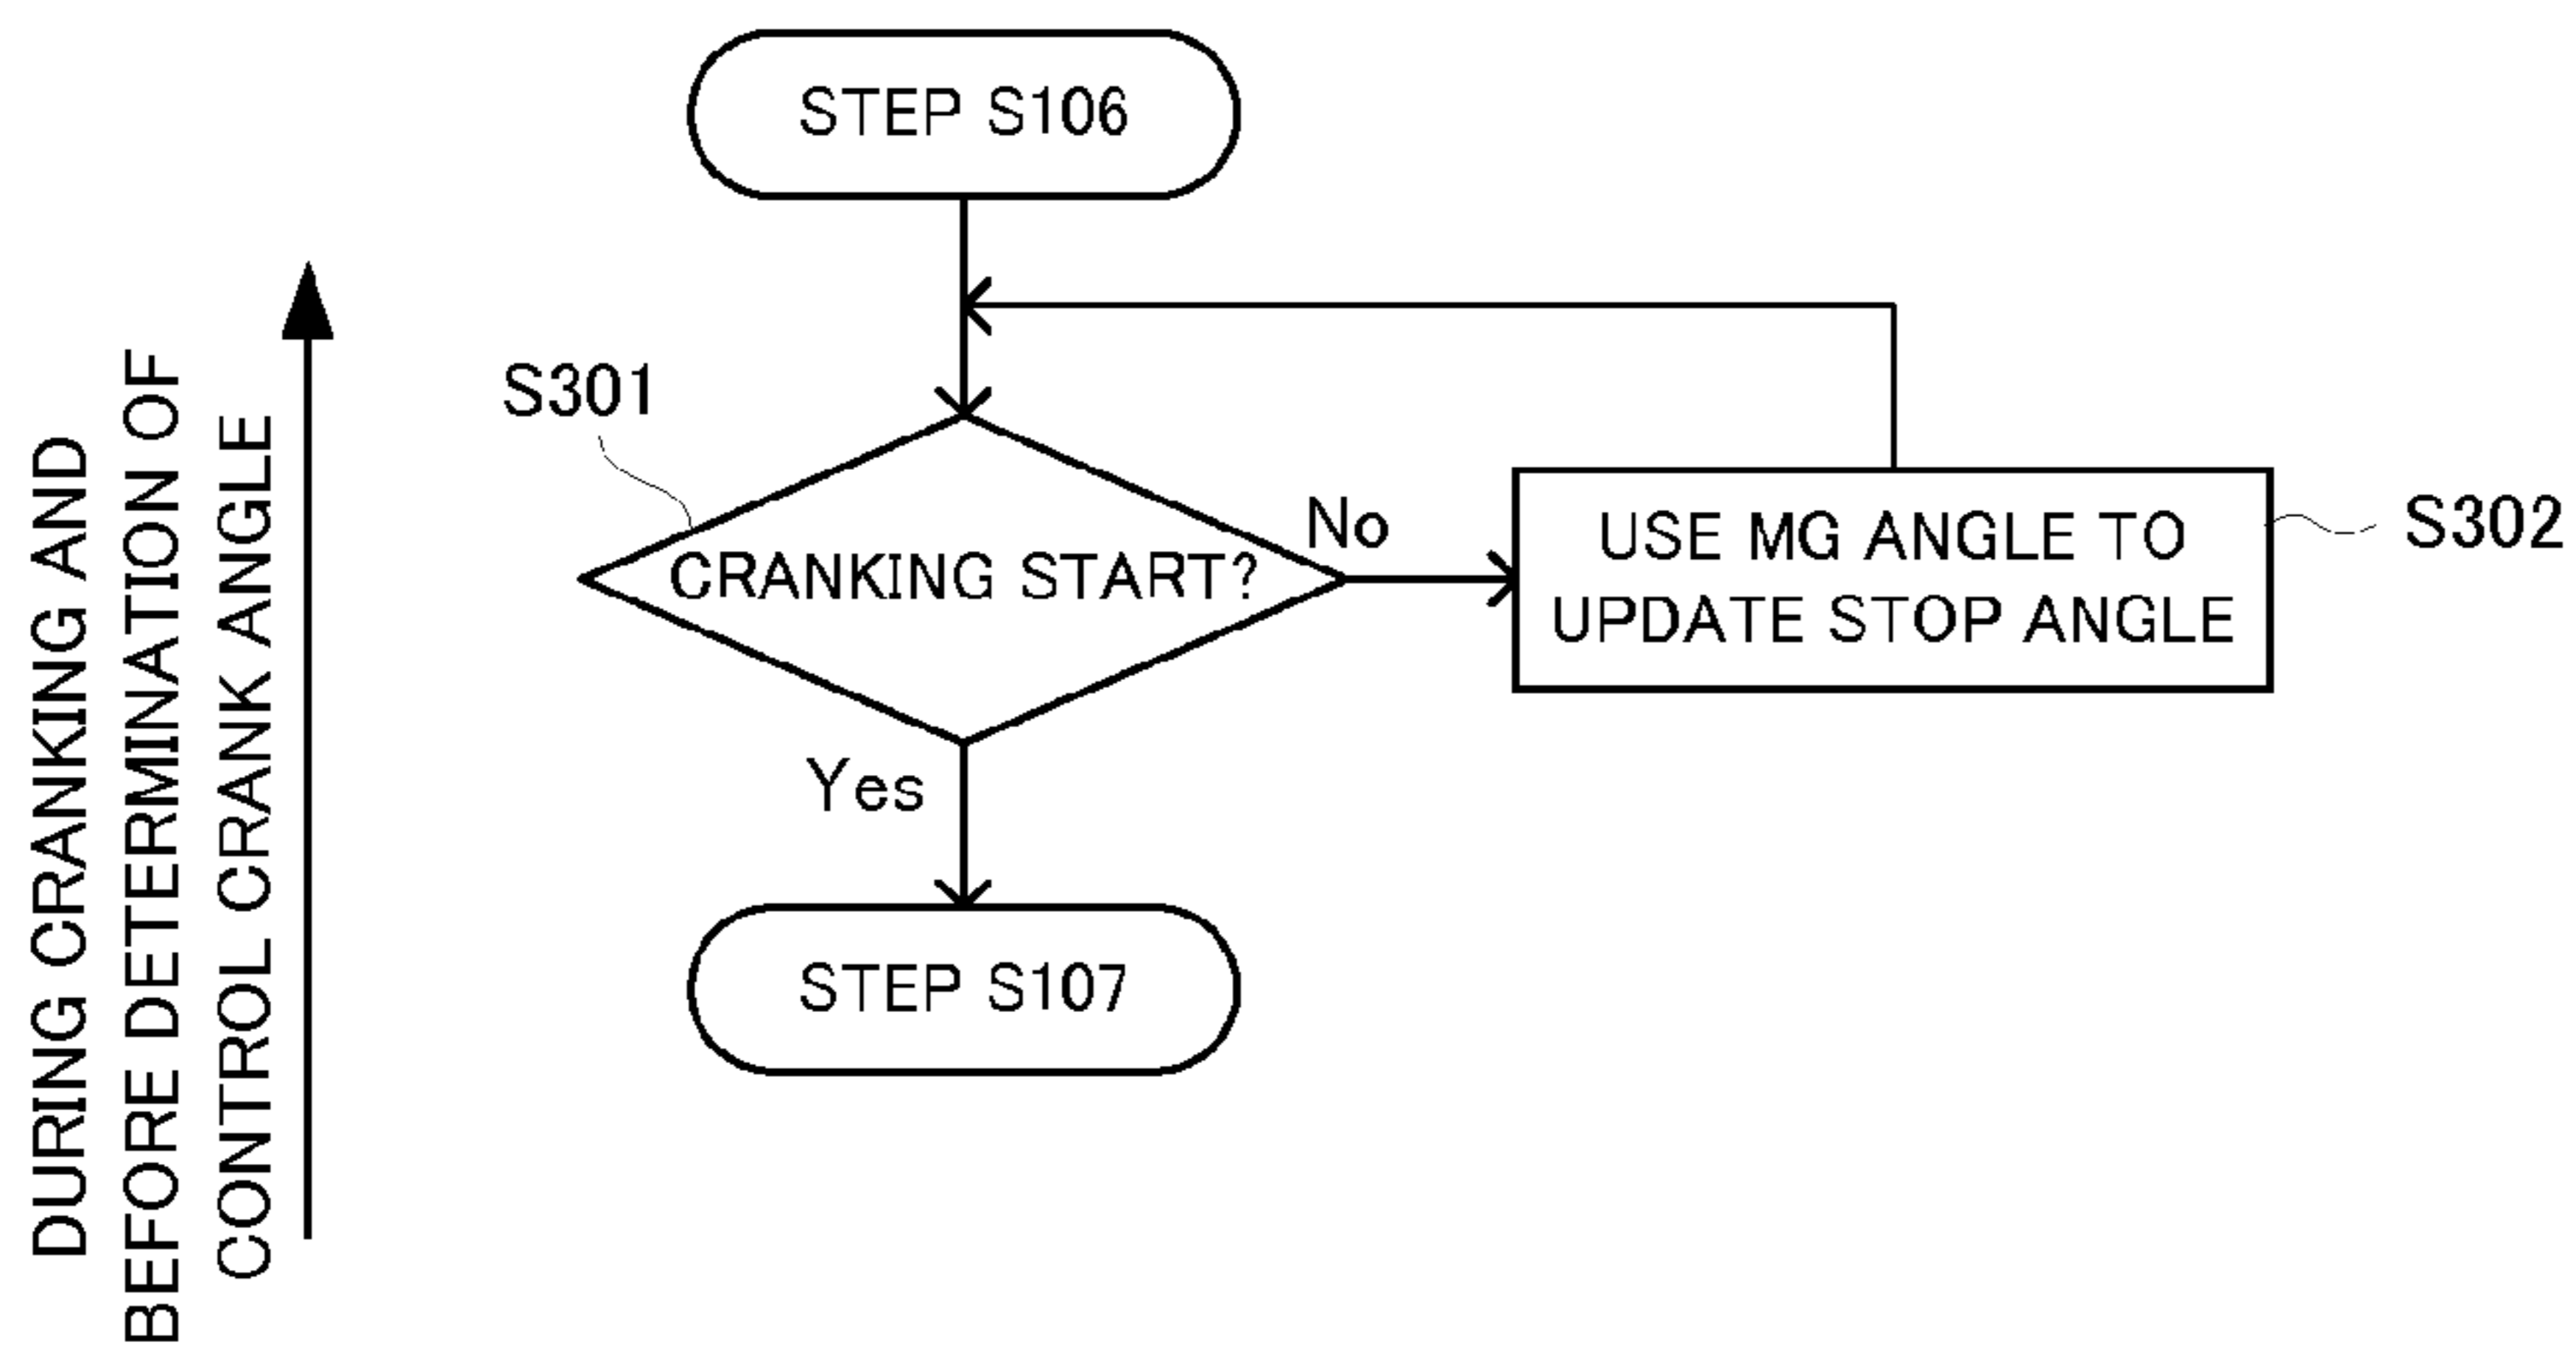 STEP S106
S301
CRANKING START?
No
USE MG ANGLE TO
UPDATE STOP ANGLE
S302
Yes
STEP S107
DURING CRANKING AND
BEFORE DETERMINATION OF
CONTROL CRANK ANGLE